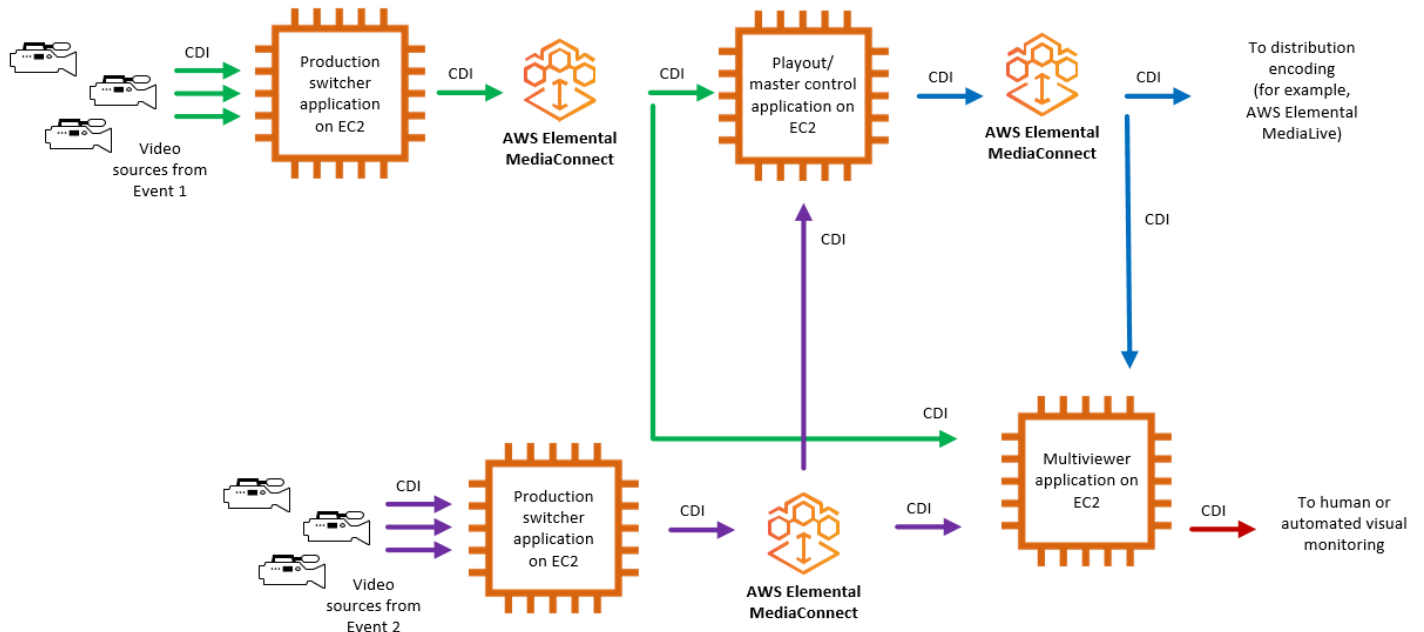 CDI
Production
switcher
application
on EC2
CDI
AWS Elemental
MediaConnect
CDI
Playout/
master control
application on
EC2
CDI
AWS Elemental
MediaConnect
CDI
To distribution
encoding
(for example,
AWS Elemental
MediaLive)
Video
sources from
Event 1
CDI
CDI
CDI
CDI
Production
switcher
application
on EC2
CDI
AWS Elemental
MediaConnect
CDI
Multiviewer
application on
EC2
CDI
To human or
automated visual
monitoring
Video
sources from
Event 2